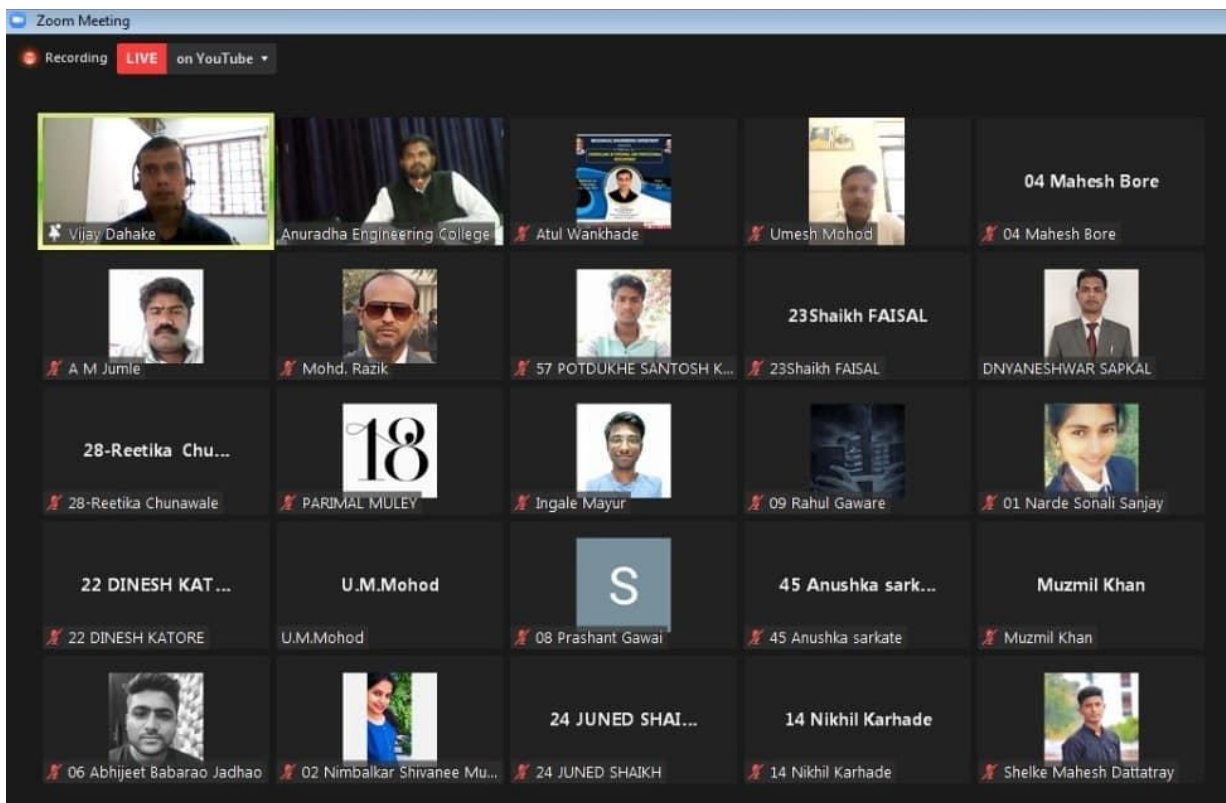 Zoom Meeting
Recording LIVE on YouTube
Vijay Dahake
Anuradha Engineering College
Atul Wankhade
Umesh Mohod
04 Mahesh Bore
04 Mahesh Bore
A M Jumle
Mohd. Razik
57 POTDUKHE SANTOSH K...
23Shaikh FAISAL
23Shaikh FAISAL
DNYANESHWAR SAPKAL
28-Reetika Chu...
28-Reetika Chunawale
18
PARIMAL MULEY
Ingale Mayur
09 Rahul Gaware
01 Narde Sonali Sanjay
22 DINESH KAT...
22 DINESH KATORE
U.M.Mohod
U.M.Mohod
S
08 Prashant Gawai
45 Anushka sark...
45 Anushka sarkate
Muzmil Khan
Muzmil Khan
06 Abhijeet Babarao Jadhao
02 Nimbalkar Shivanee Mu...
24 JUNED SHAI...
24 JUNED SHAIKH
14 Nikhil Karhade
14 Nikhil Karhade
Shelke Mahesh Dattatray